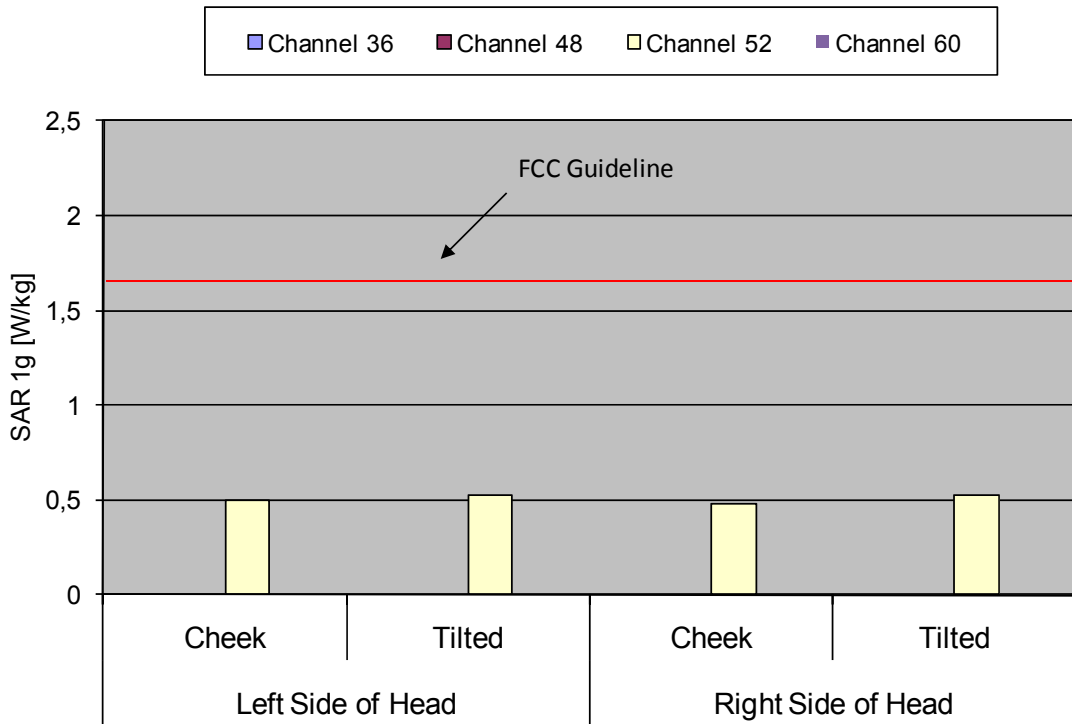 Channel 36 Channel 48 Channel 52 Channel 60
2,5
FCC Guideline
2
1,5
SAR 1g [W/kg]
1
0,5
0
Cheek Tilted Cheek Tilted
Left Side of Head Right Side of Head